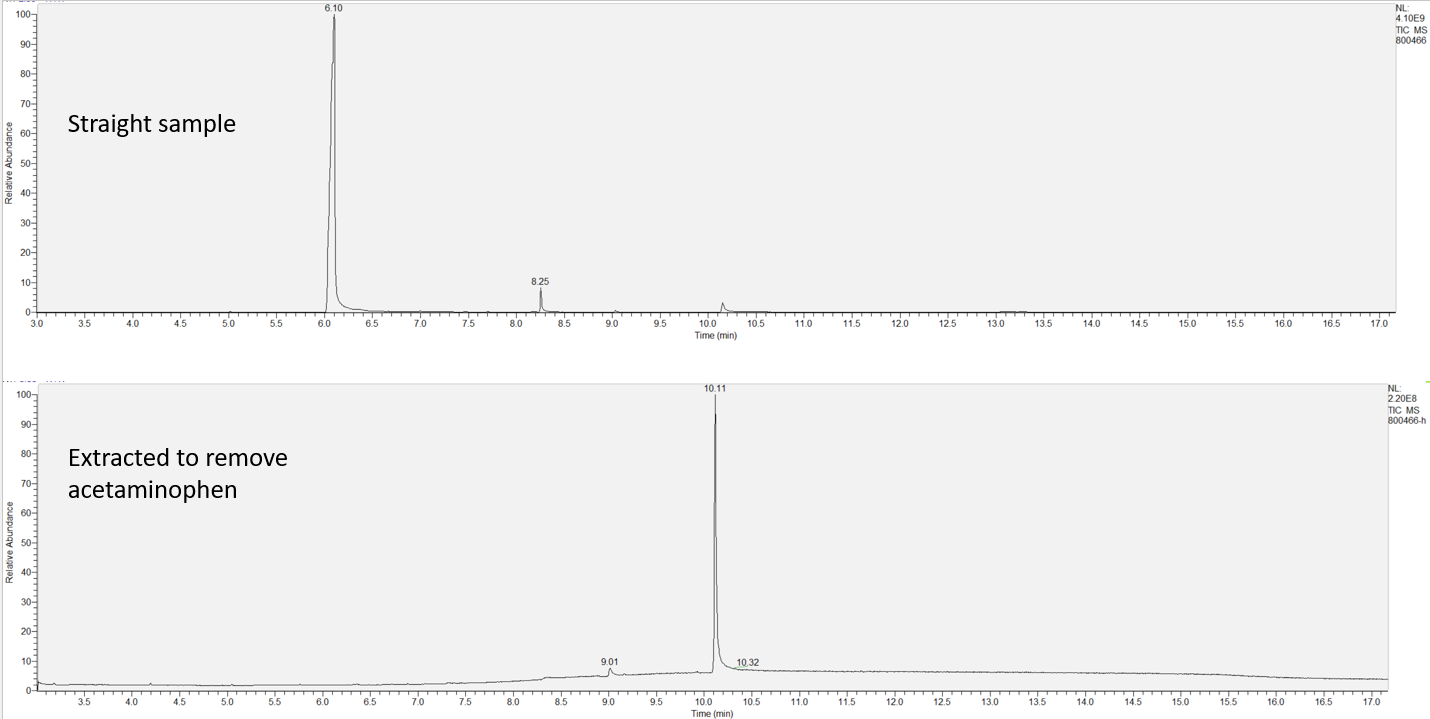 6.10
NL:
4.10E9
TIC MS
800466
100
90
80
70
60
50
40
30
20
10
0
Relative Abundance
Straight sample
8.25
3.0 3.5 4.0 4.5 5.0 5.5 6.0 6.5 7.0 7.5 8.0 8.5 9.0 9.5 10.0 10.5 11.0 11.5 12.0 12.5 13.0 13.5 14.0 14.5 15.0 15.5 16.0 16.5 17.0
Time (min)
10.11
NL:
2.20E8
TIC MS
800466-h
100
90
80
70
60
50
40
30
20
10
0
Relative Abundance
Extracted to remove
acetaminophen
9.01
10.32
3.5 4.0 4.5 5.0 5.5 6.0 6.5 7.0 7.5 8.0 8.5 9.0 9.5 10.0 10.5 11.0 11.5 12.0 12.5 13.0 13.5 14.0 14.5 15.0 15.5 16.0 16.5 17.0
Time (min)